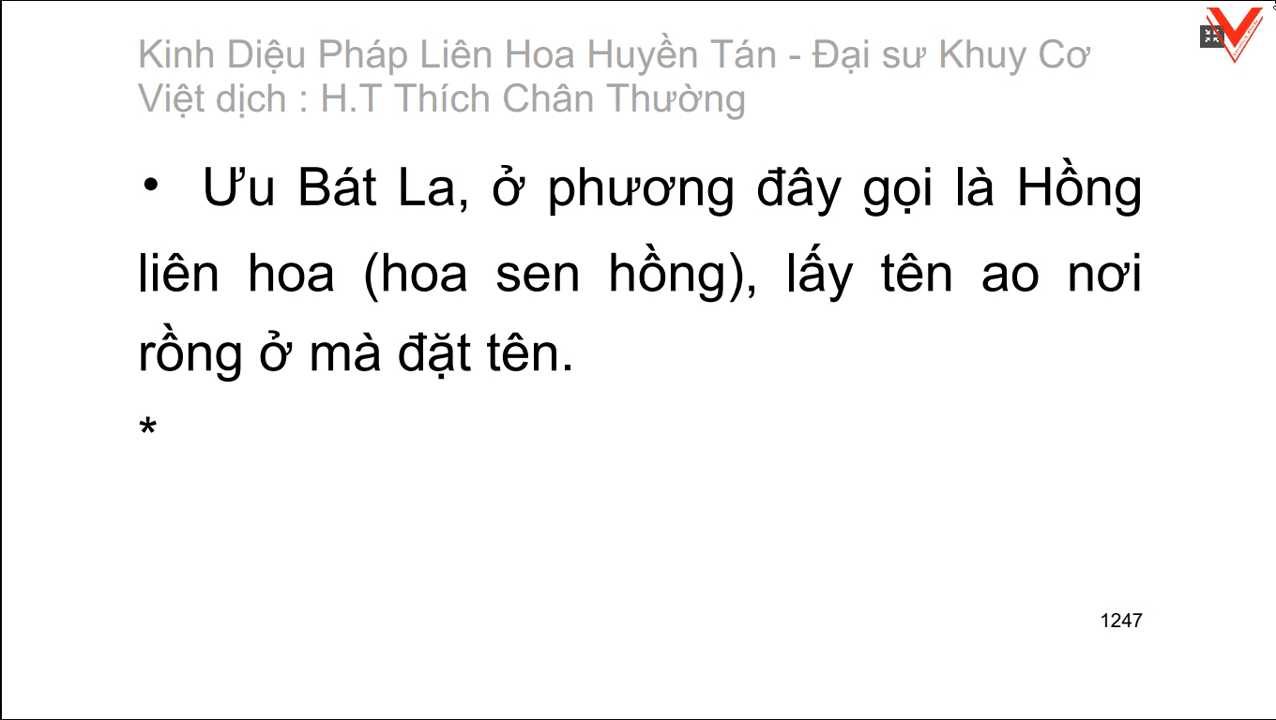 Kinh Diệu Pháp Liên Hoa Huyền Tán - Đại sư Khuy Cơ
Việt dịch : H.T Thích Chân Thường
• Ưu Bát La, ở phương đây gọi là Hồng
liên hoa (hoa sen hồng), lấy tên ao nơi
rồng ở mà đặt tên.
*
1247